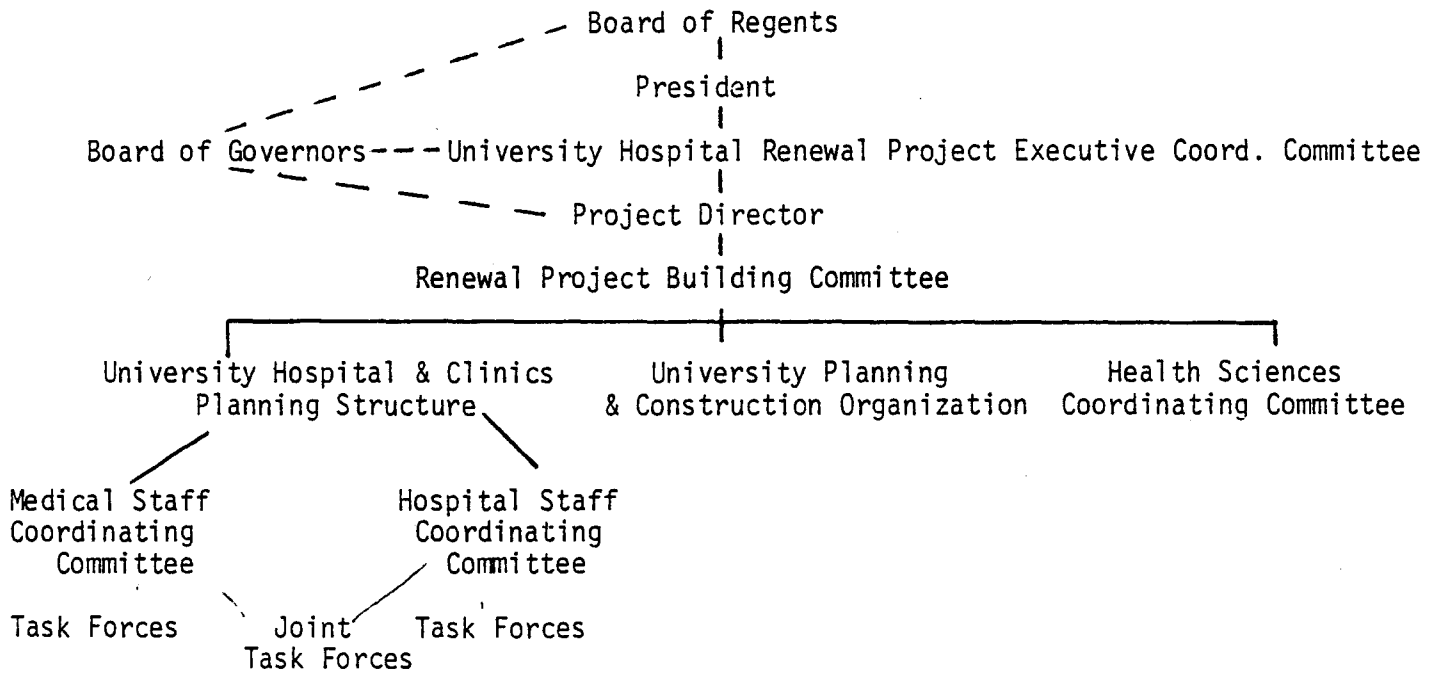 Board of Regents
President
Board of Governors---University Hospital Renewal Project Executive Coord. Committee
Project Director
Renewal Project Building Committee
University Hospital & Clinics
Planning Structure
University Planning
& Construction Organization
Health Sciences
Coordinating Committee
Medical Staff
Coordinating
Committee
Hospital Staff
Coordinating
Committee
Task Forces
Joint
Task Forces
Task Forces